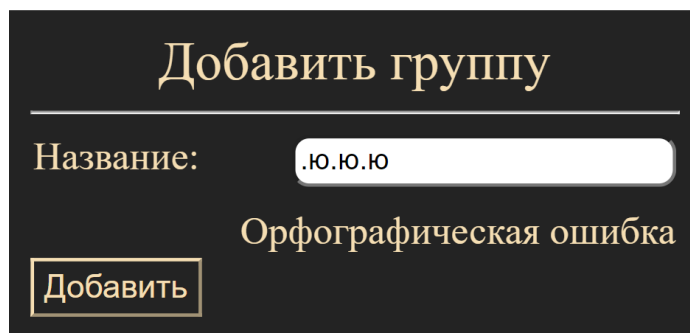 Добавить группу
Название: .ю.ю.ю
Орфографическая ошибка
Добавить